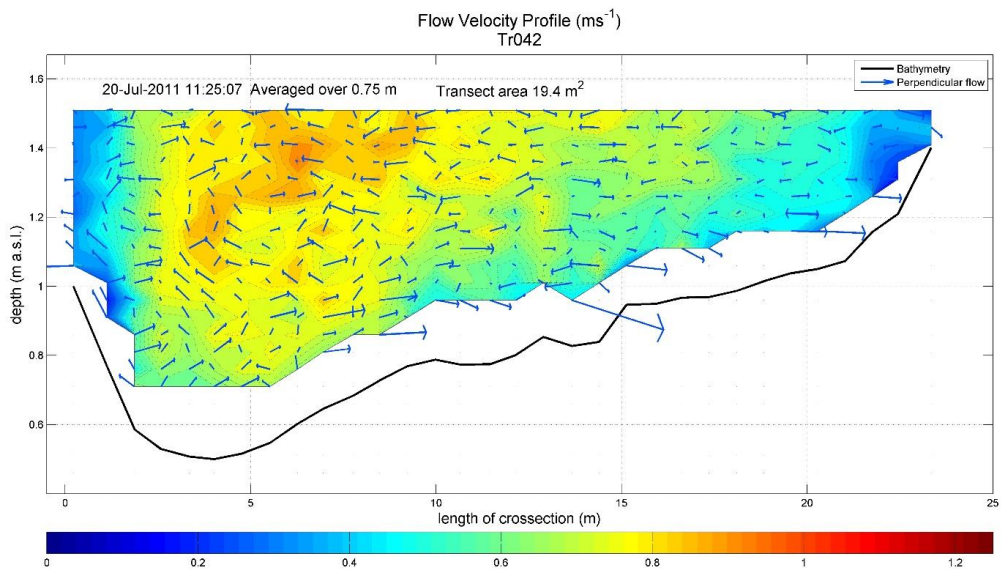 Flow Velocity Profile (ms-1)
Tr042
20-Jul-2011 11:25:07 Averaged over 0.75 m
Transect area 19.4 m2
Bathymetry
Perpendicular flow
depth (m a.s.l.)
1.6
1.4
1.2
1
0.8
0.6
0 5 10 15 20 25
length of crossection (m)
0 0.2 0.4 0.6 0.8 1 1.2